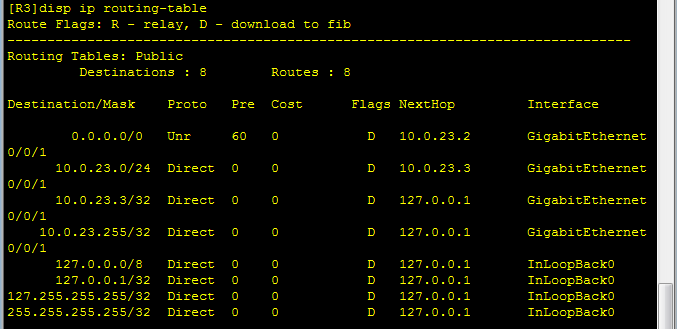 [R3]disp ip routing-table
Route Flags: R - relay, D - download to fib
------------------------------------------------------------------------------
Routing Tables: Public
         Destinations : 8        Routes : 8

Destination/Mask    Proto   Pre  Cost      Flags NextHop         Interface

        0.0.0.0/0   Unr     60   0           D   10.0.23.2       GigabitEthernet
0/0/1
      10.0.23.0/24  Direct  0    0           D   10.0.23.3       GigabitEthernet
0/0/1
      10.0.23.3/32  Direct  0    0           D   127.0.0.1       GigabitEthernet
0/0/1
    10.0.23.255/32  Direct  0    0           D   127.0.0.1       GigabitEthernet
0/0/1
      127.0.0.0/8   Direct  0    0           D   127.0.0.1       InLoopBack0
      127.0.0.1/32  Direct  0    0           D   127.0.0.1       InLoopBack0
127.255.255.255/32  Direct  0    0           D   127.0.0.1       InLoopBack0
255.255.255.255/32  Direct  0    0           D   127.0.0.1       InLoopBack0